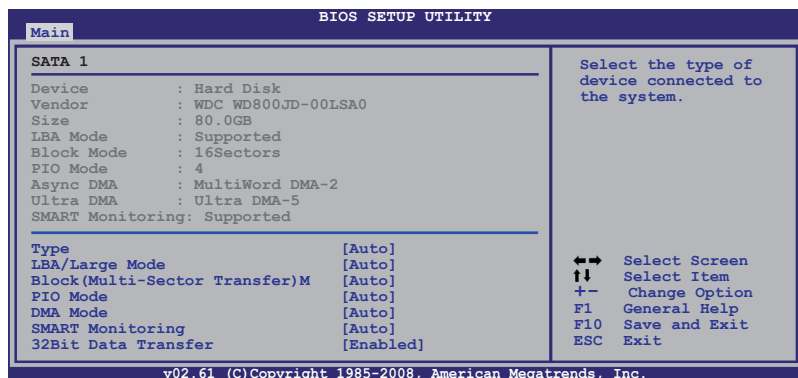 BIOS SETUP UTILITY
Main
SATA 1
Device : Hard Disk
Vendor : WDC WD800JD-00LSA0
Size : 80.0GB
LBA Mode : Supported
Block Mode : 16Sectors
PIO Mode : 4
Async DMA : MultiWord DMA-2
Ultra DMA : Ultra DMA-5
SMART Monitoring: Supported
Type [Auto]
LBA/Large Mode [Auto]
Block(Multi-Sector Transfer)M [Auto]
PIO Mode [Auto]
DMA Mode [Auto]
SMART Monitoring [Auto]
32Bit Data Transfer [Enabled]
Select the type of
device connected to
the system.
←→ Select Screen
↑↓ Select Item
+- Change Option
F1 General Help
F10 Save and Exit
ESC Exit
v02.61 (C)Copyright 1985-2008, American Megatrends, Inc.